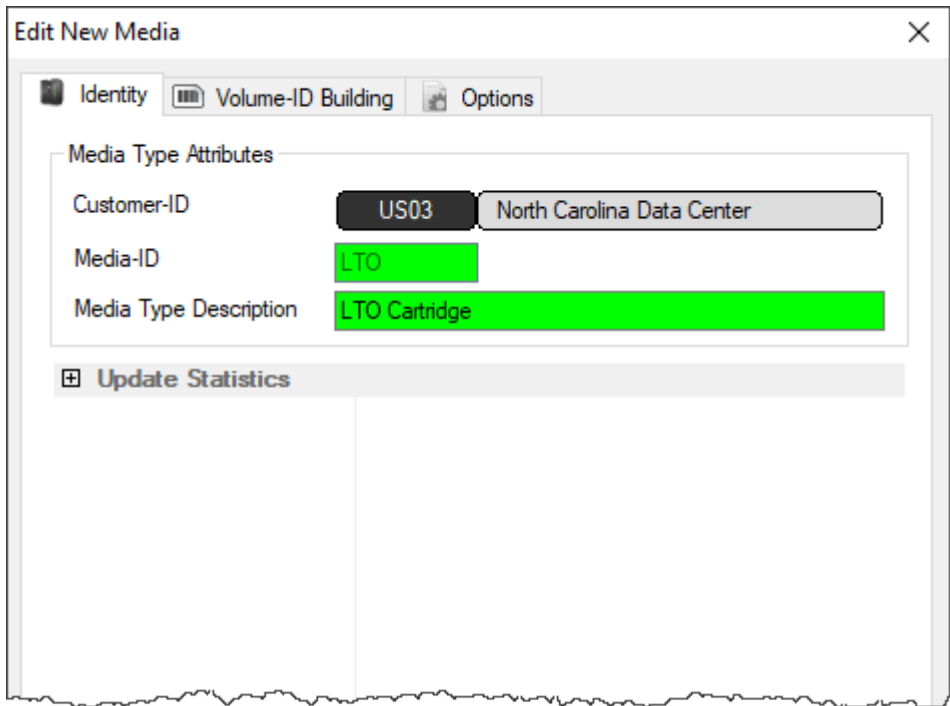 Edit New Media
Identity Volume-ID Building Options
Media Type Attributes
Customer-ID US03 North Carolina Data Center
Media-ID LTO
Media Type Description LTO Cartridge
Update Statistics